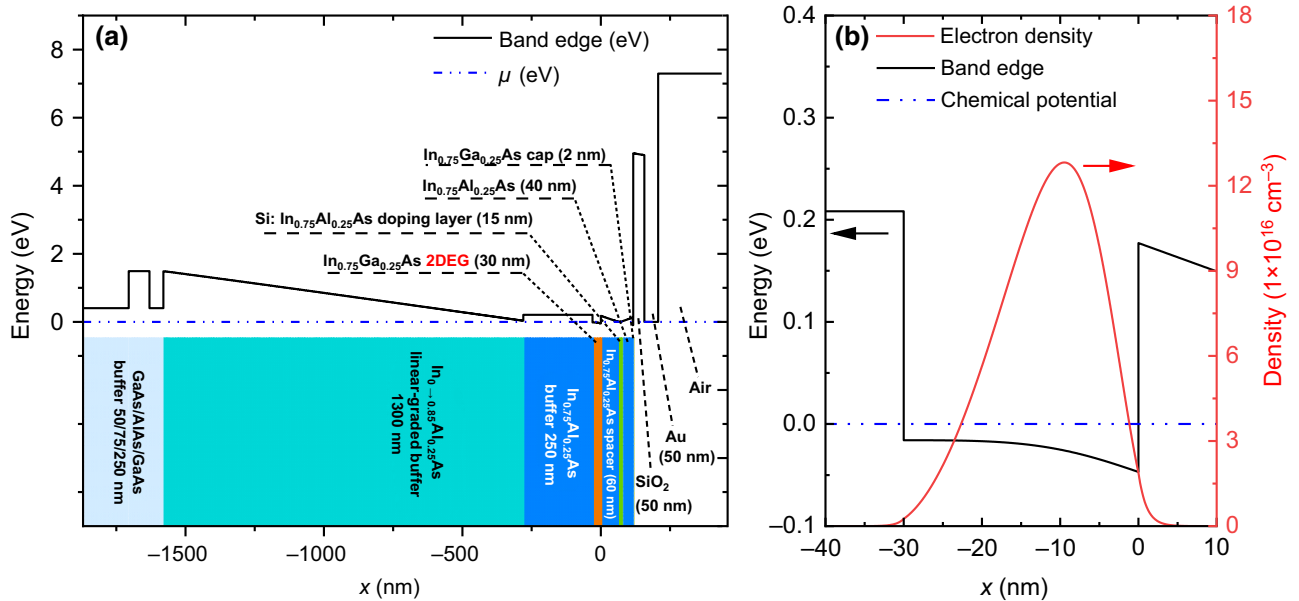 (a)
Band edge (eV)
μ (eV)
Energy (eV)
8
6
4
2
0
In0.75Ga0.25As cap (2 nm)
In0.75Al0.25As (40 nm)
Si: In0.75Al0.25As doping layer (15 nm)
In0.75Ga0.25As 2DEG (30 nm)
GaAs/AlAs/GaAs
buffer 50/75/250 nm
In0→0.85Al0.25As
linear-graded buffer
1300 nm
In0.75Al0.25As
buffer 250 nm
In0.75Al0.25As spacer (60 nm)
Air
Au
(50 nm)
SiO2
(50 nm)
–1500
–1000
–500
0
x (nm)
(b)
Electron density
Band edge
Chemical potential
Energy (eV)
0.4
0.3
0.2
0.1
0.0
–0.1
18
15
12
9
6
3
0
Density (1×10^16 cm^–3)
–40
–30
–20
–10
0
10
x (nm)